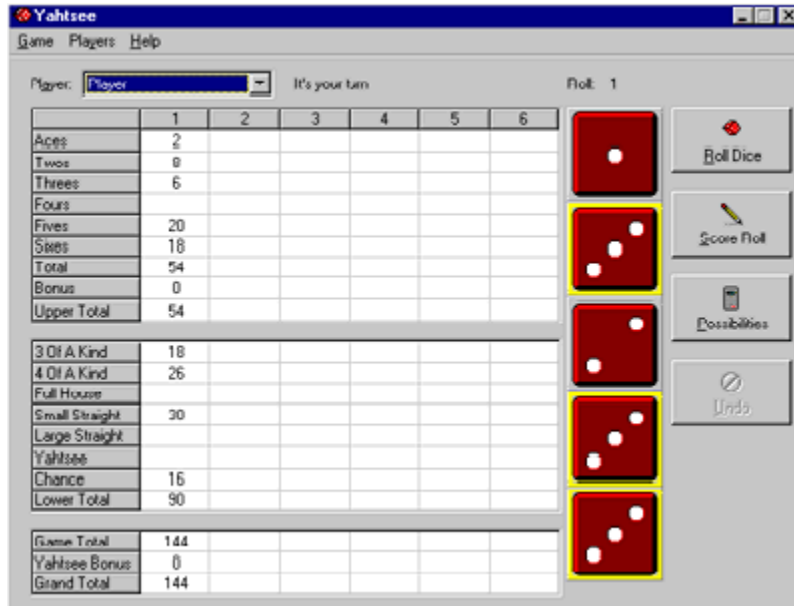 Yahtsee
Game Players Help
Player: Player It's your turn Roll: 1
1 2 3 4 5 6
Aces 2
Twos 8
Threes 6
Fours
Fives 20
Sixes 18
Total 54
Bonus 0
Upper Total 54
3 Of A Kind 18
4 Of A Kind 26
Full House
Small Straight 30
Large Straight
Yahtsee
Chance 16
Lower Total 90
Game Total 144
Yahtsee Bonus 0
Grand Total 144
Roll Dice
Score Roll
Possibilities
Undo